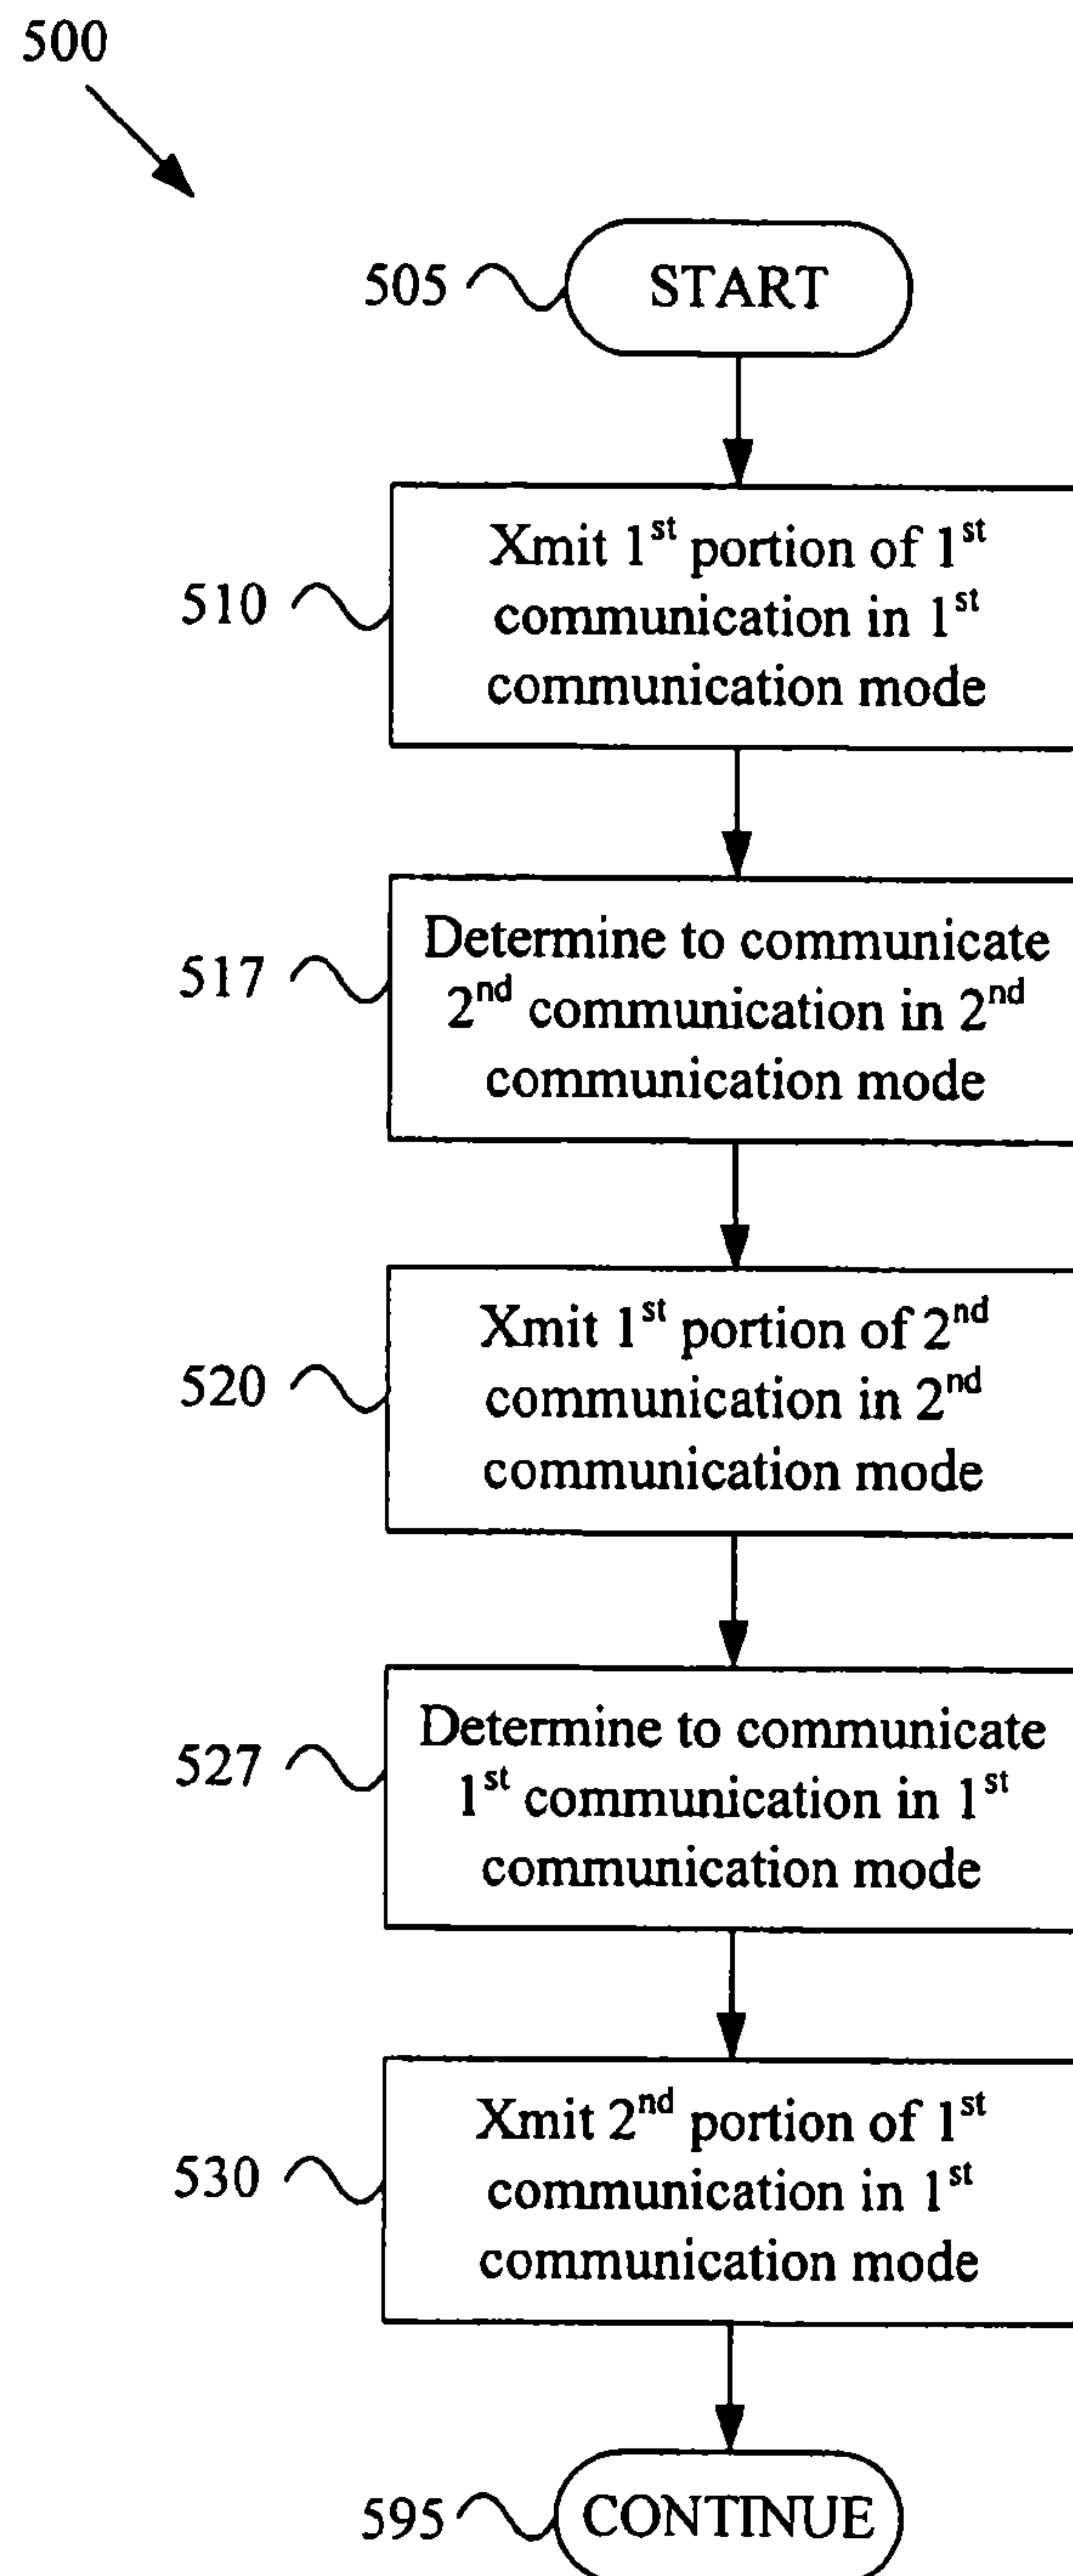 500
505
START
510
Xmit 1st portion of 1st
communication in 1st
communication mode
517
Determine to communicate
2nd communication in 2nd
communication mode
520
Xmit 1st portion of 2nd
communication in 2nd
communication mode
527
Determine to communicate
1st communication in 1st
communication mode
530
Xmit 2nd portion of 1st
communication in 1st
communication mode
595
CONTINUE